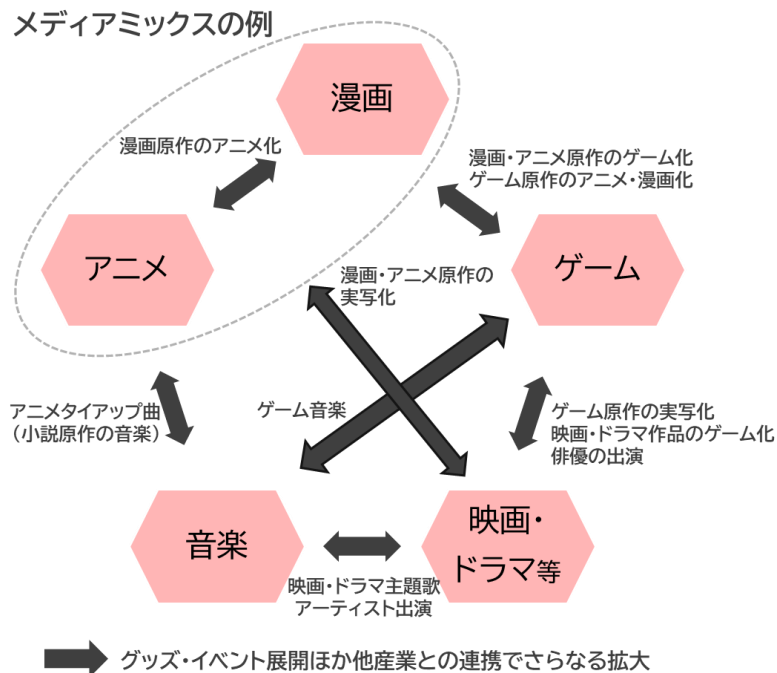 メディアミックスの例
漫画
漫画原作のアニメ化
漫画・アニメ原作のゲーム化
ゲーム原作のアニメ・漫画化
アニメ
漫画・アニメ原作の
実写化
ゲーム
アニメタイアップ曲
（小説原作の音楽）
ゲーム音楽
ゲーム原作の実写化
映画・ドラマ作品のゲーム化
俳優の出演
音楽
映画・
ドラマ等
映画・ドラマ主題歌
アーティスト出演
グッズ・イベント展開ほか他産業との連携でさらなる拡大